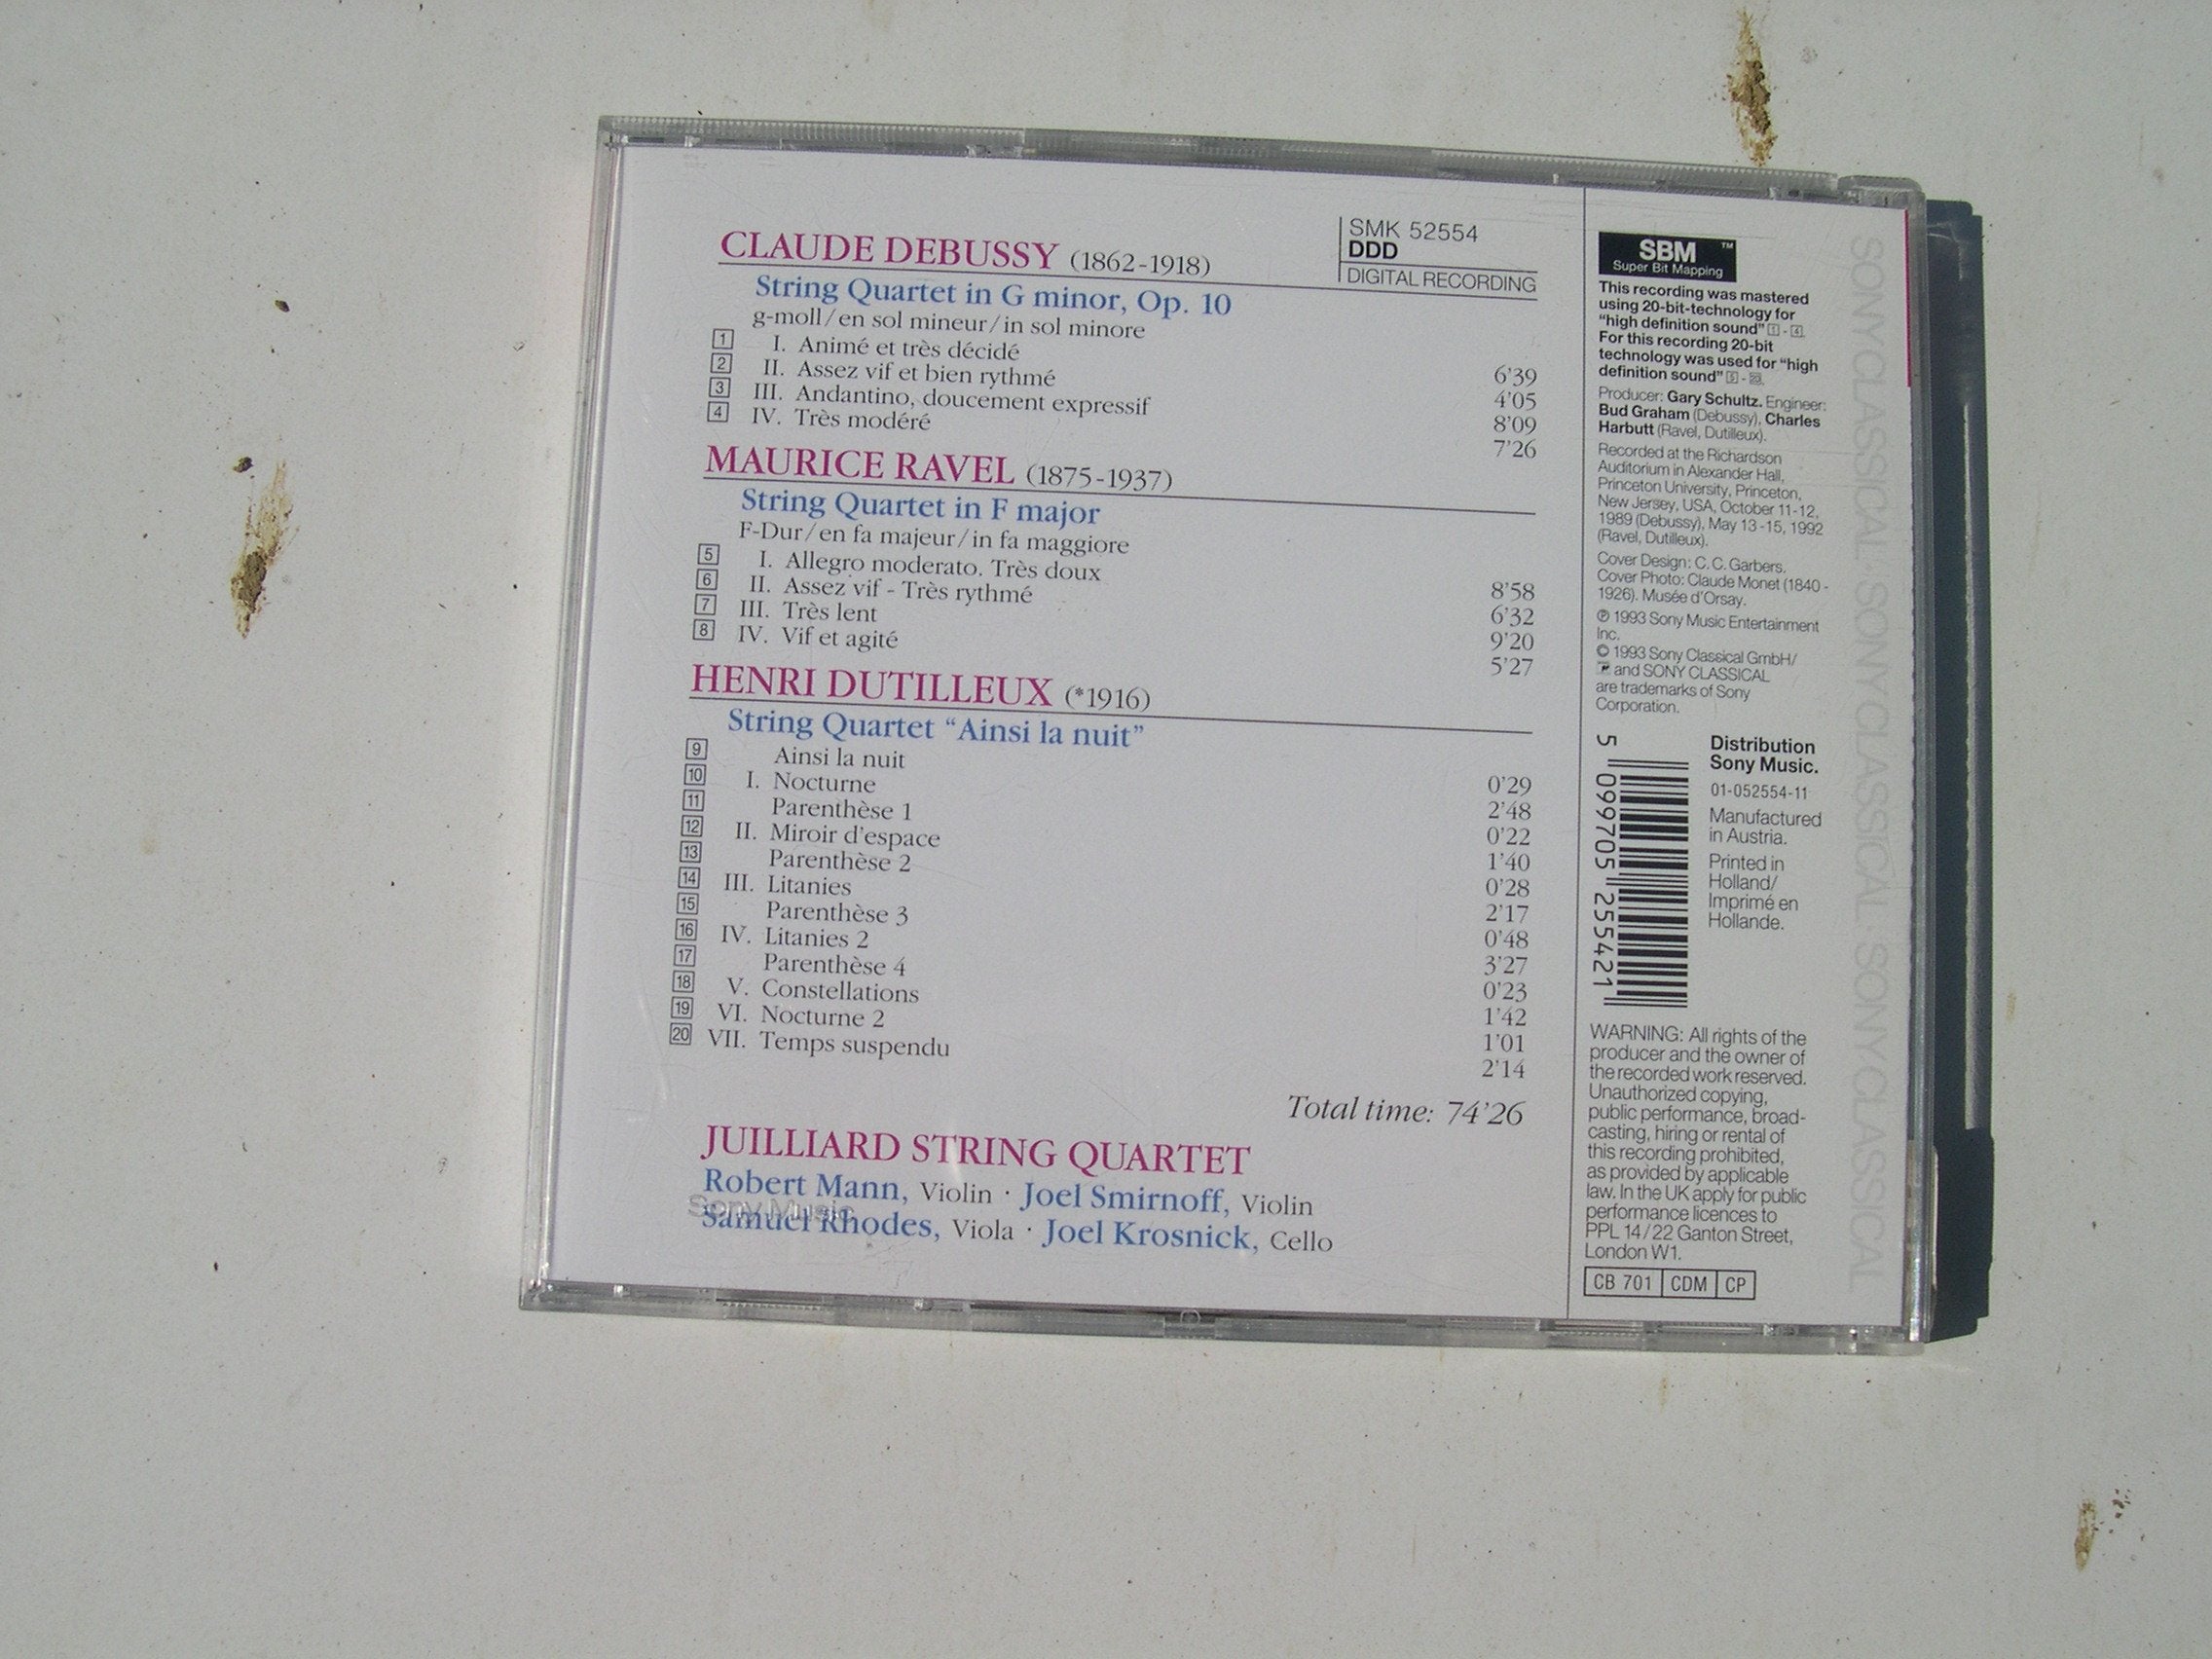 SMK 52554
DDD
DIGITAL RECORDING
CLAUDE DEBUSSY (1862-1918)
String Quartet in G minor, Op. 10
g-moll/en sol mineur/in sol minore
1 I. Animé et très décidé 6'39
2 II. Assez vif et bien rythmé 4'05
3 III. Andantino, doucement expressif 8'09
4 IV. Très modéré 7'26
MAURICE RAVEL (1875-1937)
String Quartet in F major
F-Dur/en fa majeur/in fa maggiore
5 I. Allegro moderato. Très doux 8'58
6 II. Assez vif - Très rythmé 6'32
7 III. Très lent 9'20
8 IV. Vif et agité 5'27
HENRI DUTILLEUX (*1916)
String Quartet “Ainsi la nuit”
9 Ainsi la nuit 0'29
10 I. Nocturne 2'48
11 Parenthèse 1 0'22
12 II. Miroir d'espace 1'40
13 Parenthèse 2 0'28
14 III. Litanies 2'17
15 Parenthèse 3 0'48
16 IV. Litanies 2 3'27
17 Parenthèse 4 0'23
18 V. Constellations 1'42
19 VI. Nocturne 2 1'01
20 VII. Temps suspendu 2'14
Total time: 74'26
JUILLIARD STRING QUARTET
Robert Mann, Violin · Joel Smirnoff, Violin
Sony Music
Samuel Rhodes, Viola · Joel Krosnick, Cello
SBM™
Super Bit Mapping
This recording was mastered
using 20-bit-technology for
“high definition sound” 1 - 4.
For this recording 20-bit
technology was used for “high
definition sound” 5 - 20.
Producer: Gary Schultz. Engineer:
Bud Graham (Debussy), Charles
Harbutt (Ravel, Dutilleux).
Recorded at the Richardson
Auditorium in Alexander Hall,
Princeton University, Princeton,
New Jersey, USA, October 11-12,
1989 (Debussy), May 13-15, 1992
(Ravel, Dutilleux).
Cover Design: C. C. Garbers.
Cover Photo: Claude Monet (1840 -
1926). Musée d'Orsay.
℗ 1993 Sony Music Entertainment
Inc.
© 1993 Sony Classical GmbH/
and SONY CLASSICAL
are trademarks of Sony
Corporation.
5 099705 255421
Distribution
Sony Music.
01-052554-11
Manufactured
in Austria.
Printed in
Holland/
Imprimé en
Hollande.
WARNING: All rights of the
producer and the owner of
the recorded work reserved.
Unauthorized copying,
public performance, broad-
casting, hiring or rental of
this recording prohibited,
as provided by applicable
law. In the UK apply for public
performance licences to
PPL 14/22 Ganton Street,
London W1.
CB 701 CDM CP
SONY CLASSICAL · SONY CLASSICAL · SONY CLASSICAL